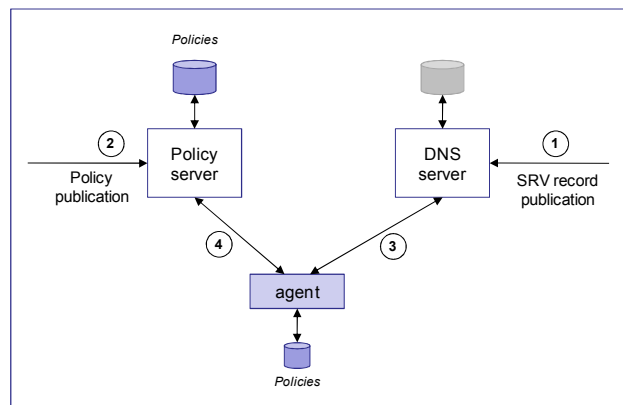 Policies
2
Policy
publication
Policy
server
DNS
server
1
SRV record
publication
4
3
agent
Policies